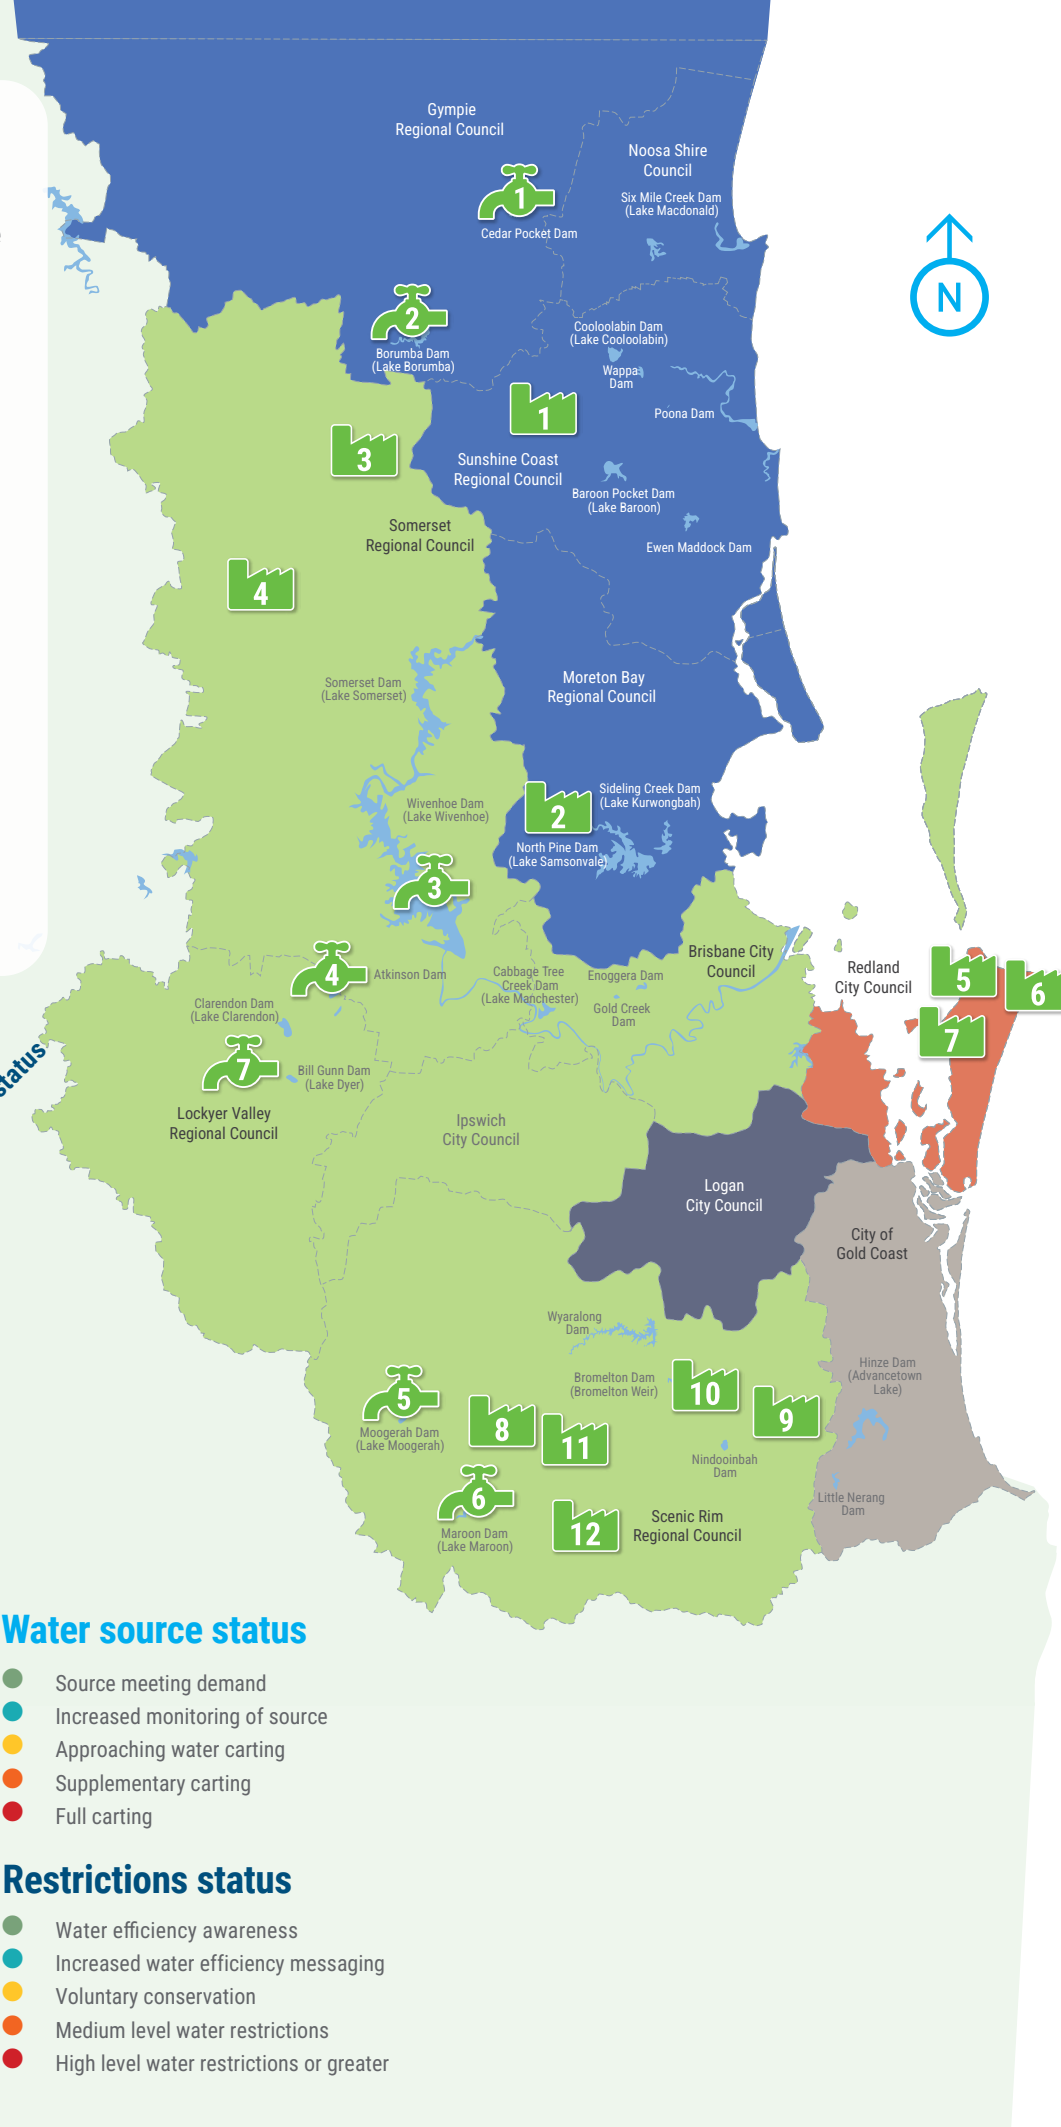 Gympie
Regional Council
Noosa Shire
Council
Six Mile Creek Dam
(Lake Macdonald)
1
Cedar Pocket Dam
N
2
Borumba Dam
(Lake Borumba)
Cooloolabin Dam
(Lake Cooloolabin)
Wappa
Dam
Poona Dam
1
3
Sunshine Coast
Regional Council
Baroon Pocket Dam
(Lake Baroon)
Ewen Maddock Dam
Somerset
Regional Council
4
Somerset Dam
(Lake Somerset)
Moreton Bay
Regional Council
Wivenhoe Dam
(Lake Wivenhoe)
2
Sideling Creek Dam
(Lake Kurwongbah)
North Pine Dam
(Lake Samsonvale)
3
Brisbane City
Council
Redland
City Council
5
6
7
4
Atkinson Dam
Cabbage Tree
Creek Dam
(Lake Manchester)
Enoggera Dam
Gold Creek
Dam
Clarendon Dam
(Lake Clarendon)
7
Bill Gunn Dam
(Lake Dyer)
status
Lockyer Valley
Regional Council
Ipswich
City Council
Logan
City Council
City of
Gold Coast
Wyaralong
Dam
Hinze Dam
(Advancetown
Lake)
Bromelton Dam
(Bromelton Weir)
10
9
5
Moogerah Dam
(Lake Moogerah)
8
11
Nindooinbah
Dam
Little Nerang
Dam
6
Maroon Dam
(Lake Maroon)
12
Scenic Rim
Regional Council
Water source status
Source meeting demand
Increased monitoring of source
Approaching water carting
Supplementary carting
Full carting
Restrictions status
Water efficiency awareness
Increased water efficiency messaging
Voluntary conservation
Medium level water restrictions
High level water restrictions or greater